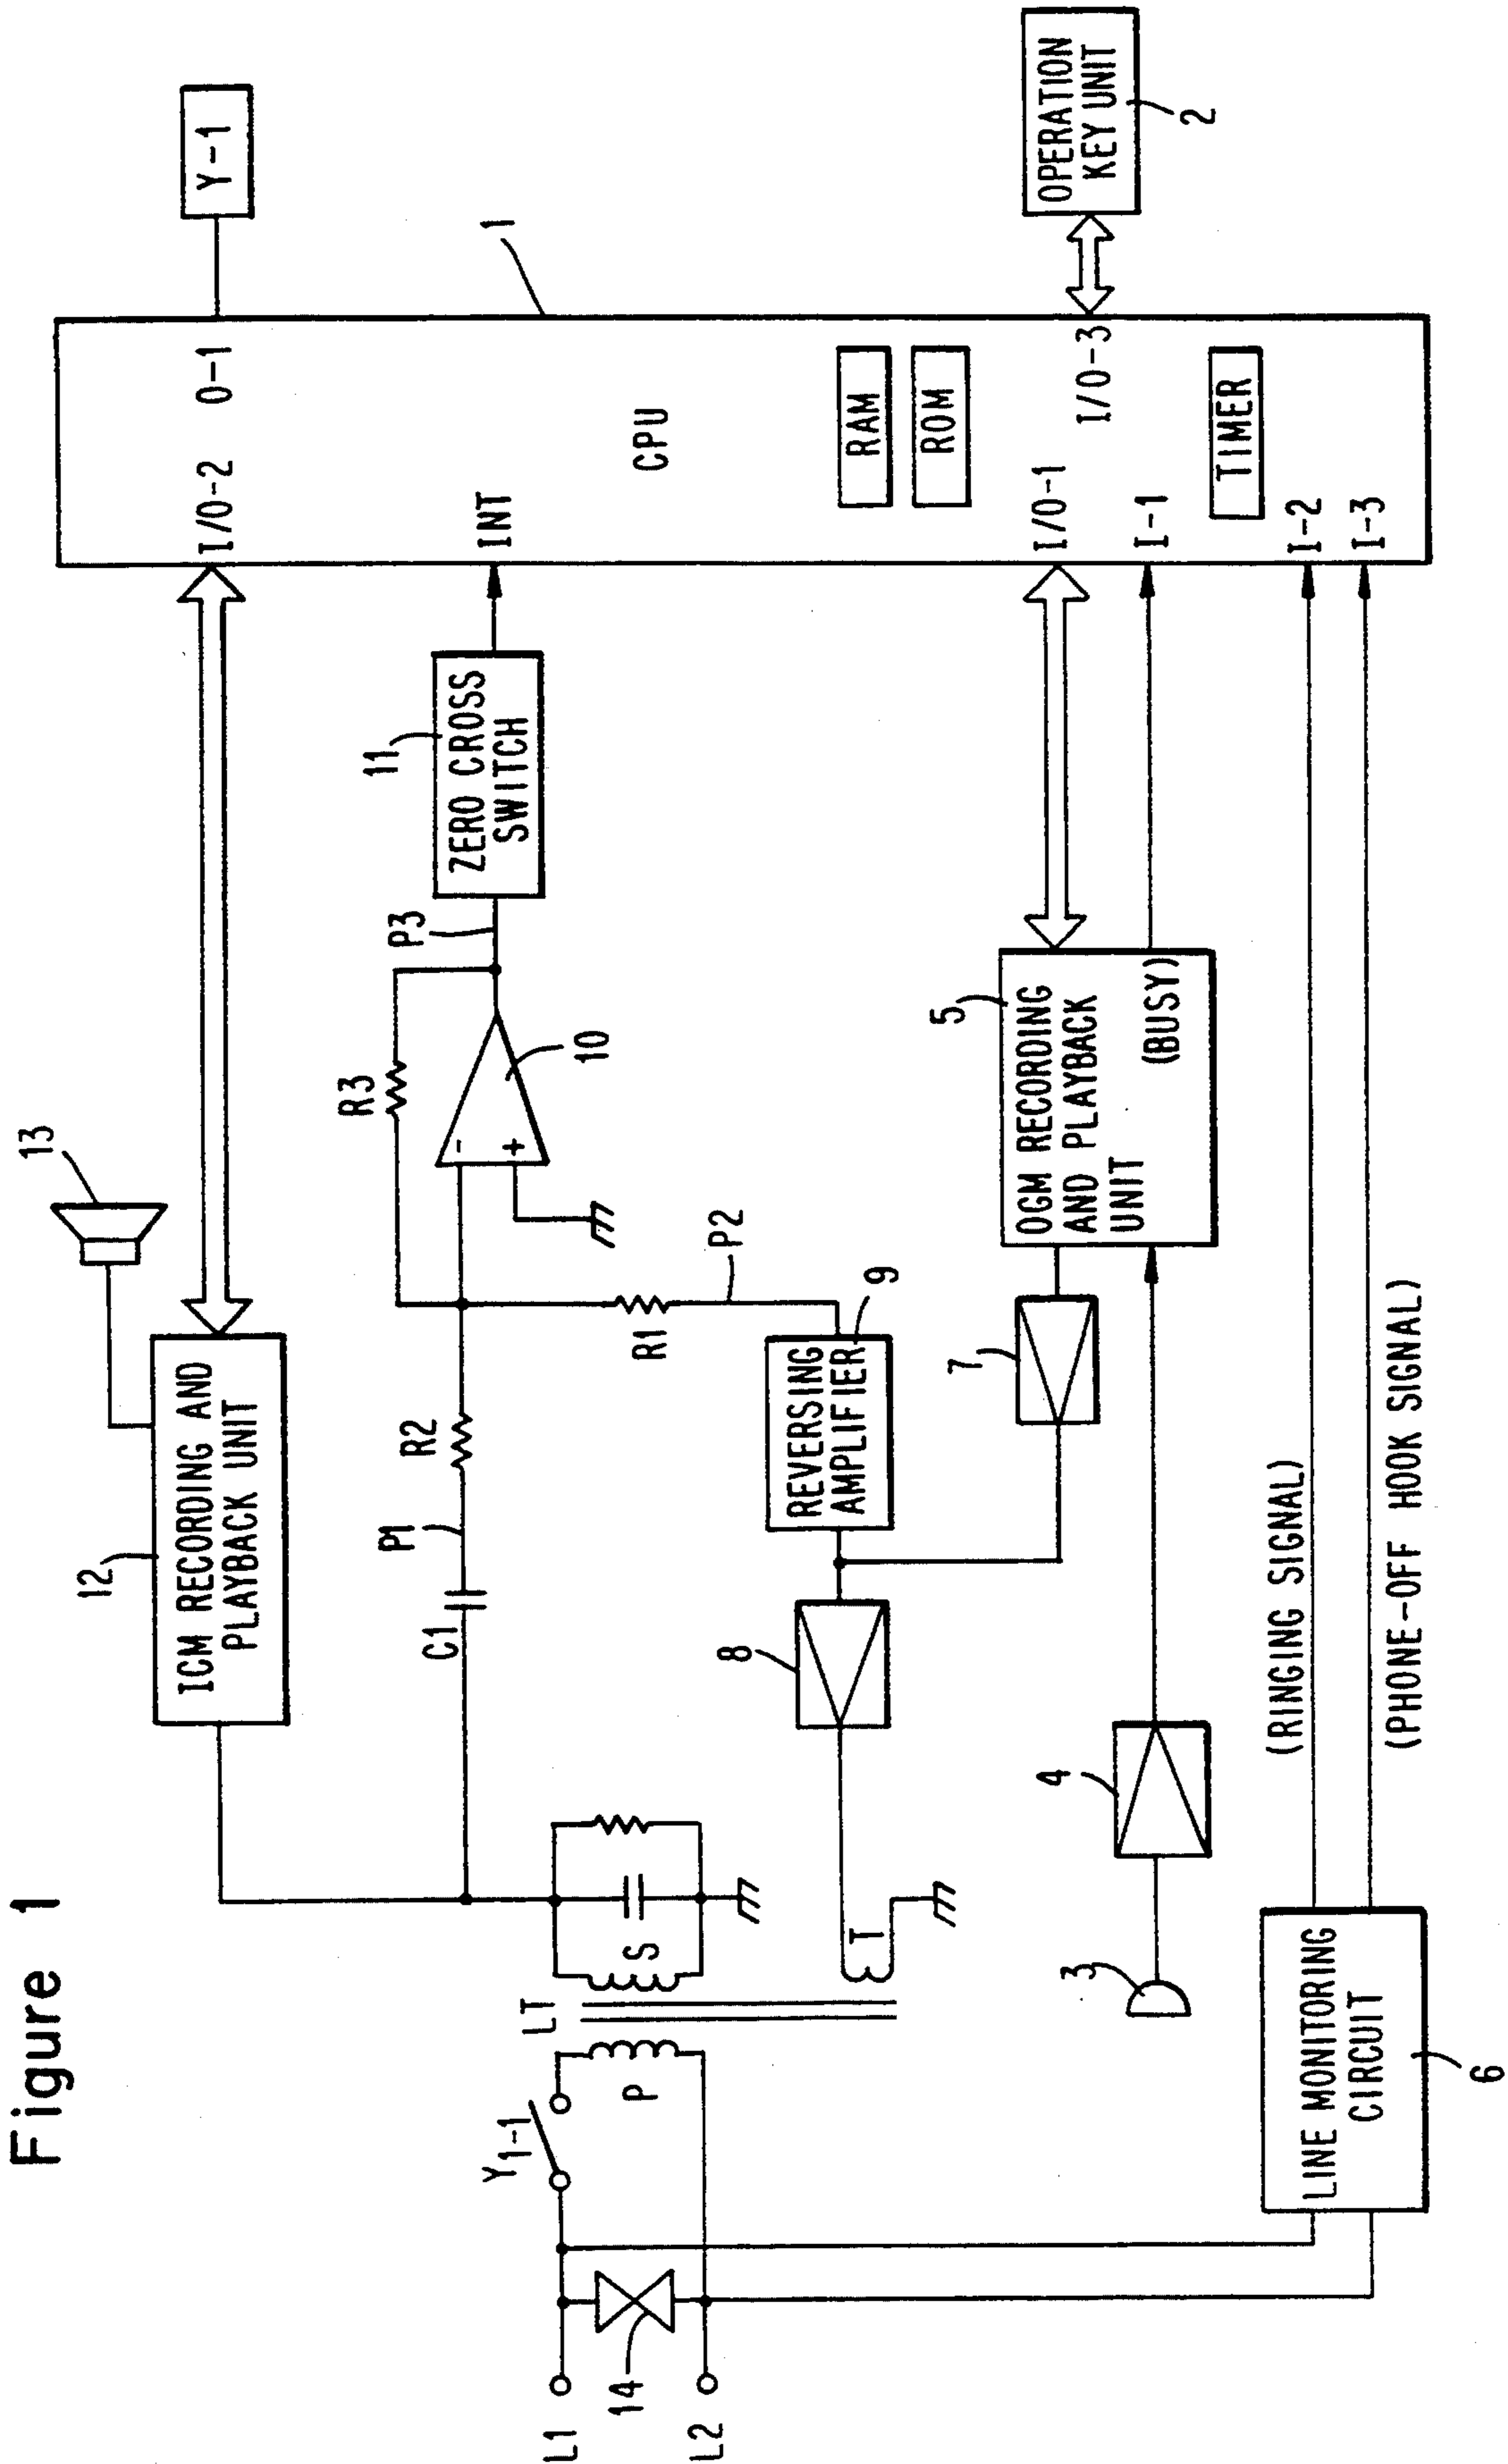 Figure 1
13
12
ICM RECORDING AND
PLAYBACK UNIT
I/O-2
O-1
Y-1
1
CPU
INT
RAM
ROM
I/O-1
I/O-3
I-1
TIMER
I-2
I-3
OPERATION
KEY UNIT
2
11
ZERO CROSS
SWITCH
P3
R3
-
+
10
C1
P1
R2
R1
P2
REVERSING
AMPLIFIER
9
8
7
5
OGM RECORDING
AND PLAYBACK
UNIT
(BUSY)
4
3
LT
S
T
P
Y1-1
L1
14
L2
LINE MONITORING
CIRCUIT
6
(RINGING SIGNAL)
(PHONE-OFF HOOK SIGNAL)